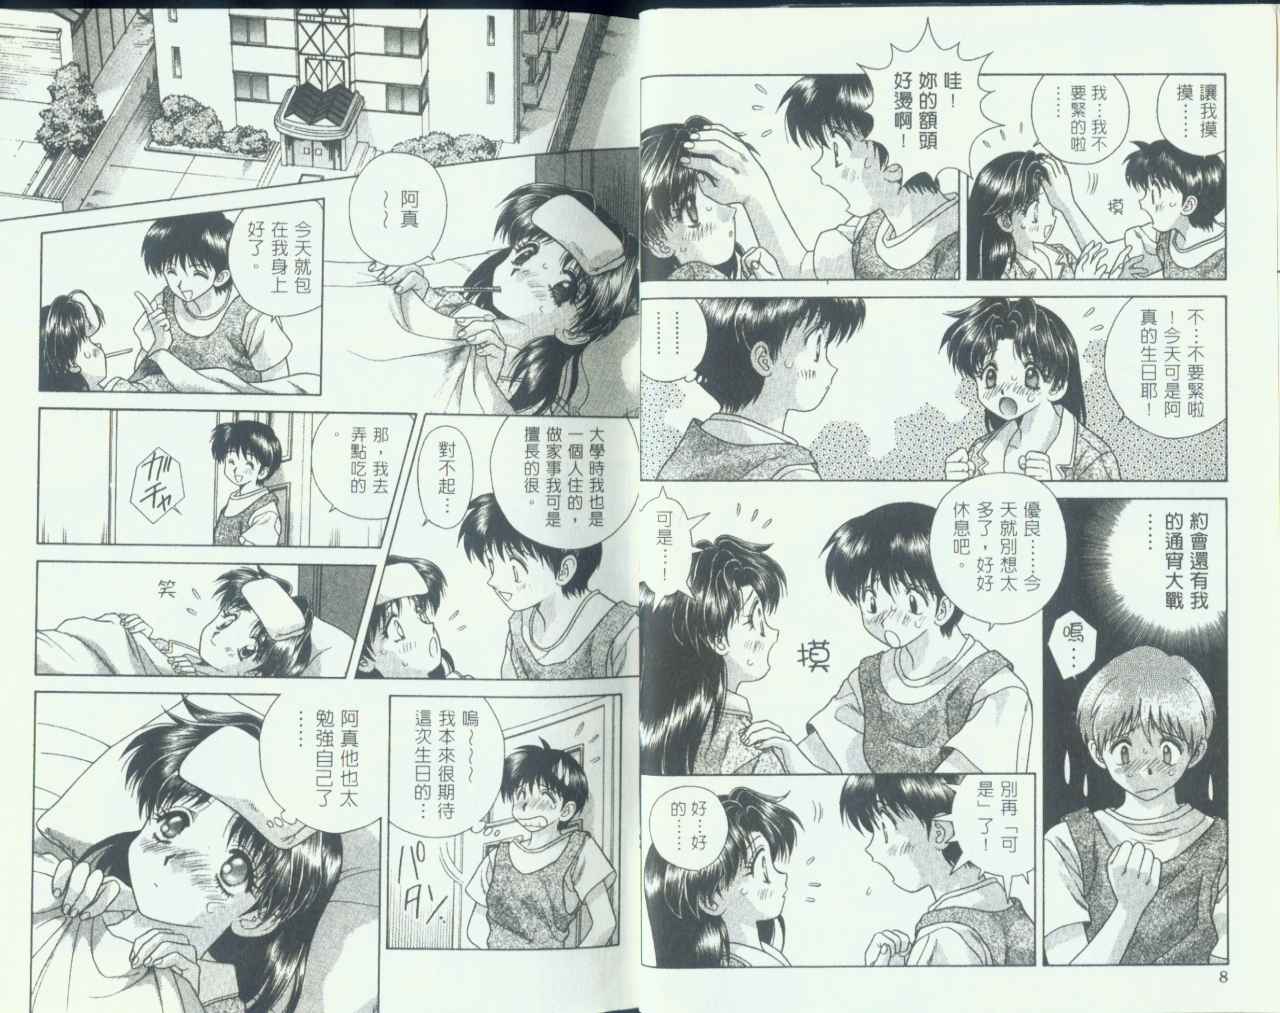 讓我摸
摸……
我…我不
要緊的啦
……
摸
哇！
妳的額頭
好燙啊！
不…不要緊啦
！今天可是阿
真的生日耶！
………
………
約會還有我
的通宵大戰
……
嗚…
優良……今
天就別想太
多了，好好
休息吧。
可是…！
摸
別再「可
是」了！
好…好
的……
8
阿真
～～
今天就包
在我身上
好了。
大學時我也是
一個人住的，
做家事我可是
擅長的很。
對不起…
那，我去
弄點吃的
。
ガチャ
笑
嗚～～～
我本來很期待
這次生日的…
パタン
阿真他也太
勉強自己了
……